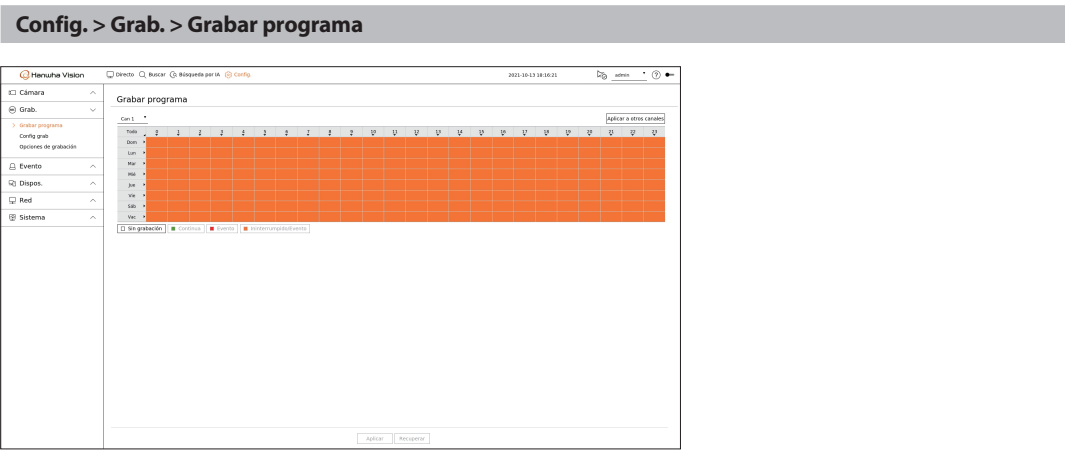 Config. > Grab. > Grabar programa
Hanwha Vision
Directo Buscar Búsqueda por IA Config
2021-10-13 18:16:21
admin
Cámara
Grab.
> Grabar programa
Config grab
Opciones de grabación
Evento
Dispos.
Red
Sistema
Grabar programa
Can 1
Aplicar a otros canales
Todo 0 1 2 3 4 5 6 7 8 9 10 11 12 13 14 15 16 17 18 19 20 21 22 23
Dom
Lun
Mar
Mié
Jue
Vie
Sáb
Vac
Sin grabación Continua Evento Ininterrumpida/Evento
Aplicar Recuperar